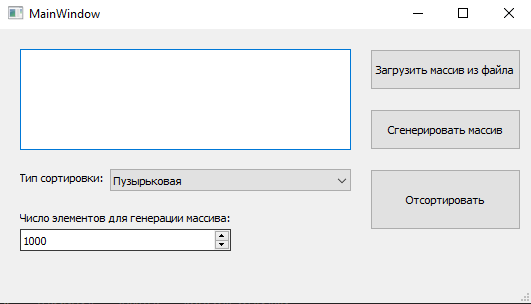 MainWindow
Загрузить массив из файла
Сгенерировать массив
Тип сортировки: Пузырьковая
Отсортировать
Число элементов для генерации массива:
1000